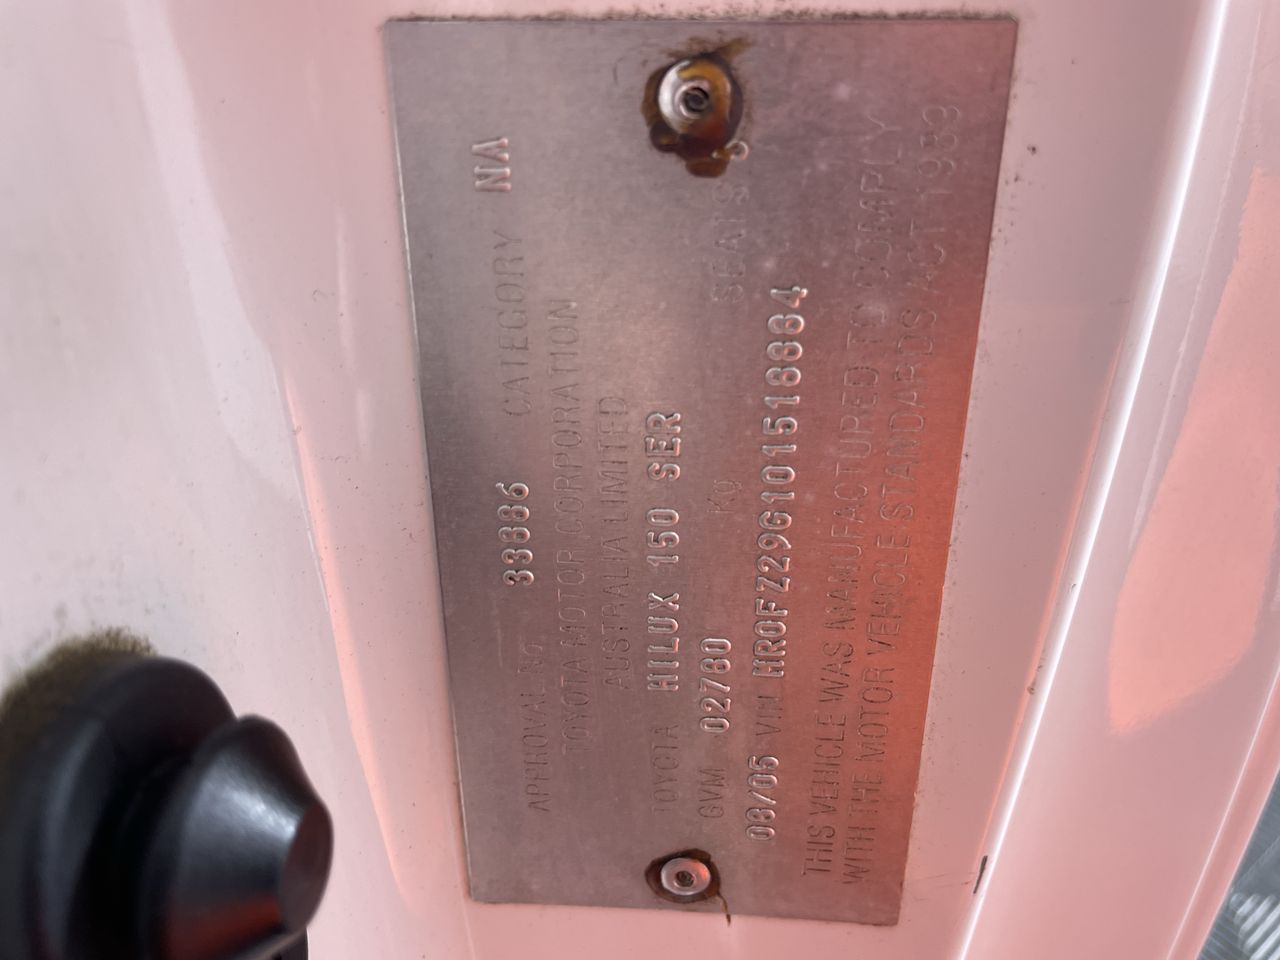 APPROVAL No 33886 CATEGORY NA
TOYOTA MOTOR CORPORATION
AUSTRALIA LIMITED
TOYOTA HILUX 150 SER
GVM 02780 Kg SEATS
08/05 VIN MR0FZ29G101518884
THIS VEHICLE WAS MANUFACTURED TO COMPLY
WITH THE MOTOR VEHICLE STANDARDS ACT 1989